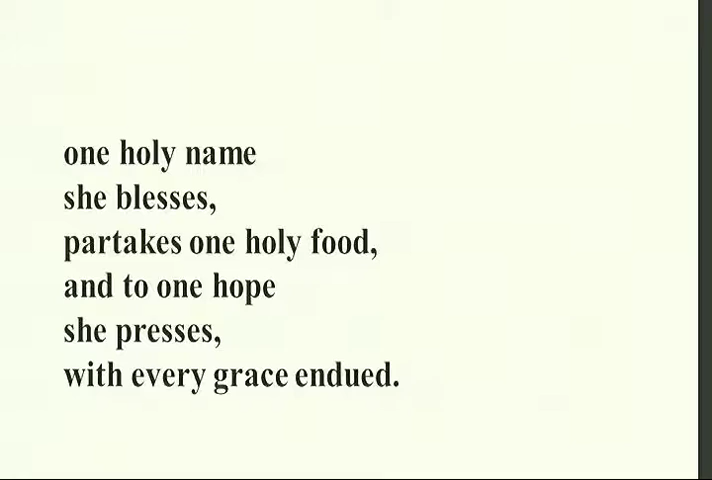 one holy name
she blesses,
partakes one holy food,
and to one hope
she presses,
with every grace endued.